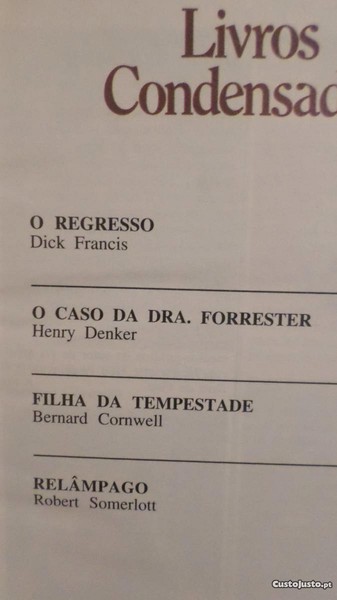 Livros
Condensad
O REGRESSO
Dick Francis
O CASO DA DRA. FORRESTER
Henry Denker
FILHA DA TEMPESTADE
Bernard Cornwell
RELÂMPAGO
Robert Somerlott
CustoJusto.pt